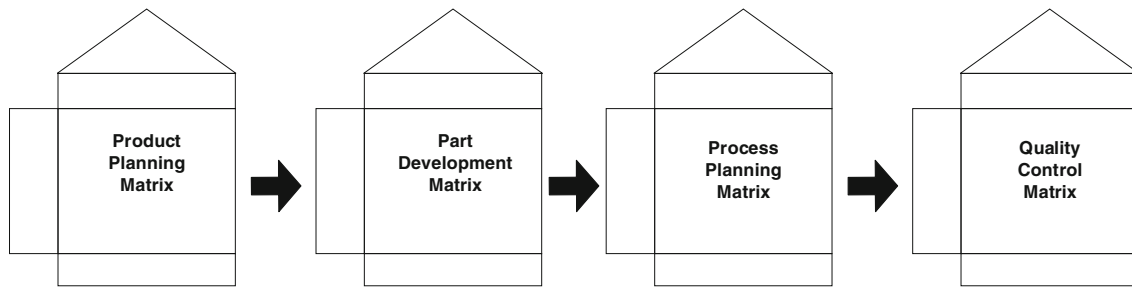 Product
Planning
Matrix
Part
Development
Matrix
Process
Planning
Matrix
Quality
Control
Matrix